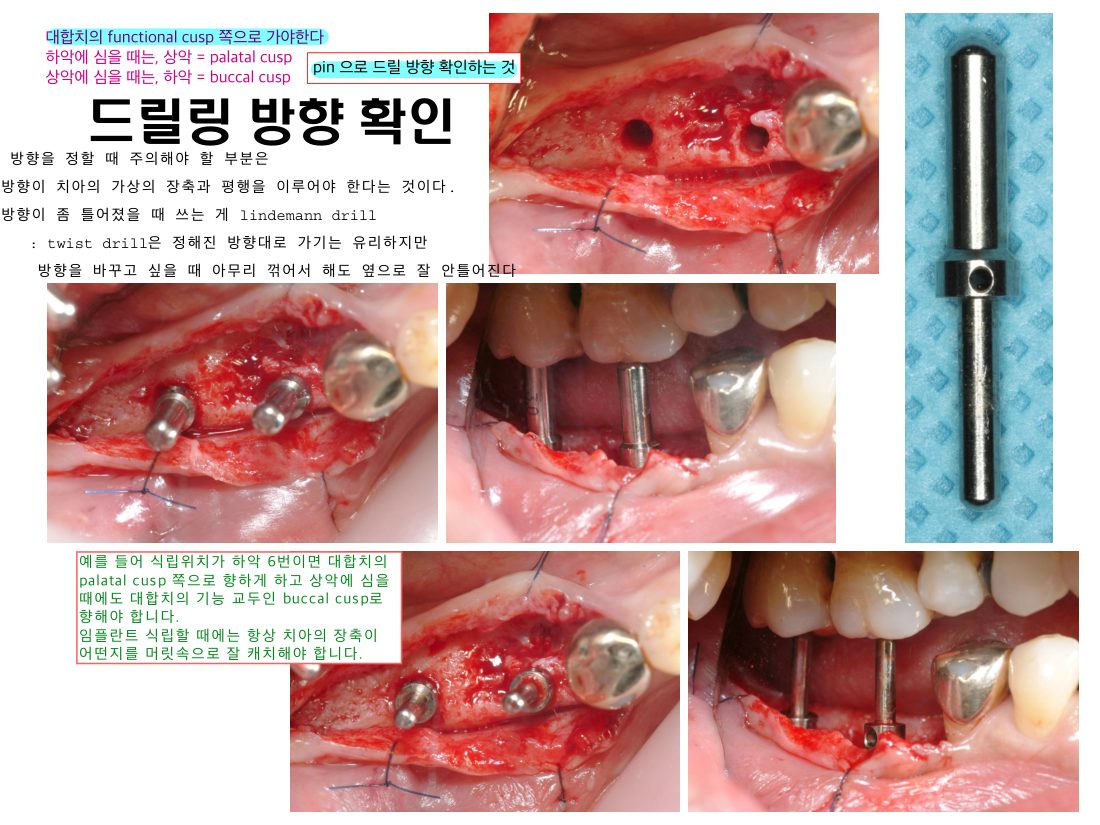 대합치의 functional cusp 쪽으로 가야한다
하악에 심을 때는, 상악 = palatal cusp
상악에 심을 때는, 하악 = buccal cusp
pin 으로 드릴 방향 확인하는 것
드릴링 방향 확인
방향을 정할 때 주의해야 할 부분은
방향이 치아의 가상의 장축과 평행을 이루어야 한다는 것이다.
방향이 좀 틀어졌을 때 쓰는 게 lindemann drill
: twist drill은 정해진 방향대로 가기는 유리하지만
방향을 바꾸고 싶을 때 아무리 꺾어서 해도 옆으로 잘 안틀어진다
예를 들어 식립위치가 하악 6번이면 대합치의
palatal cusp 쪽으로 향하게 하고 상악에 심을
때에도 대합치의 기능 교두인 buccal cusp로
향해야 합니다.
임플란트 식립할 때에는 항상 치아의 장축이
어떤지를 머릿속으로 잘 캐치해야 합니다.